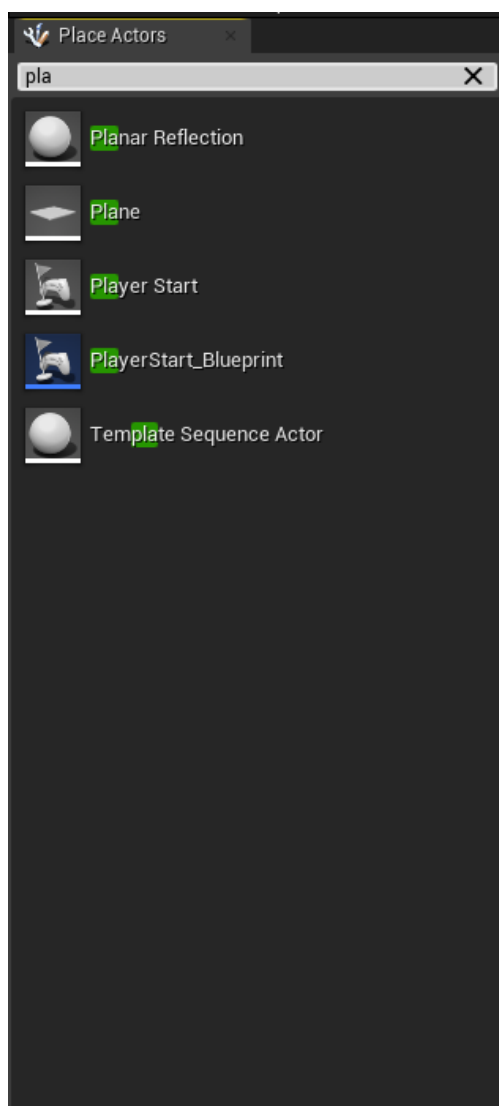 Place Actors
pla
Planar Reflection
Plane
Player Start
PlayerStart_Blueprint
Template Sequence Actor